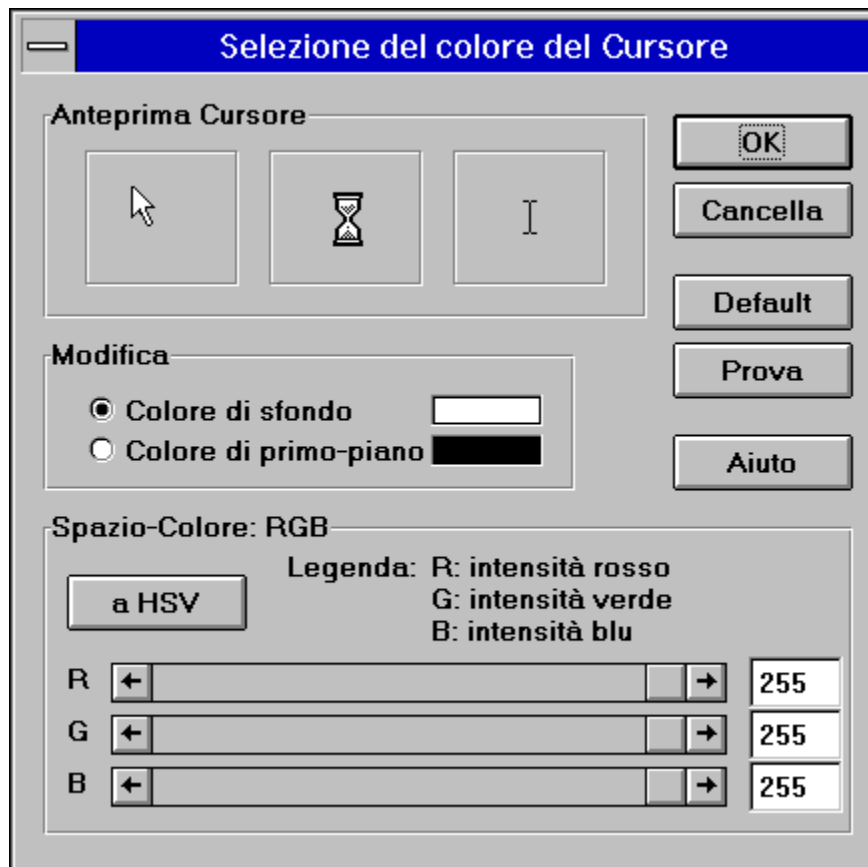 Selezione del colore del Cursore
Anteprima Cursore
OK
Cancella
Default
Prova
Aiuto
Modifica
Colore di sfondo
Colore di primo-piano
Spazio-Colore: RGB
a HSV
Legenda: R: intensità rosso
G: intensità verde
B: intensità blu
R 255
G 255
B 255